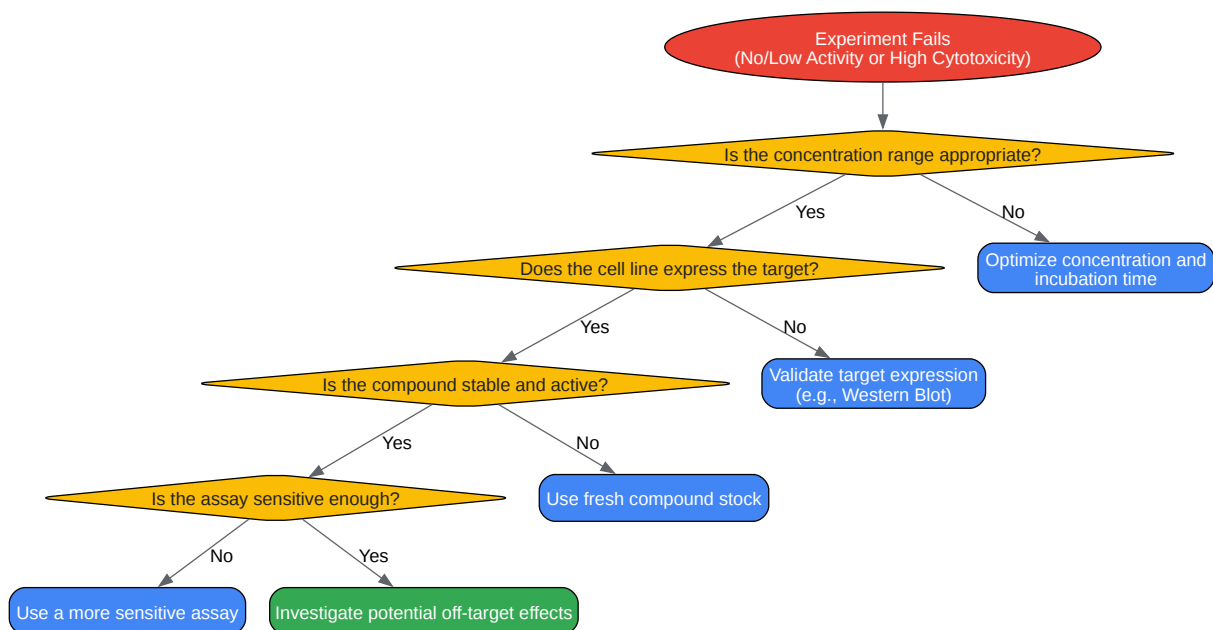 Experiment Fails
(No/Low Activity or High Cytotoxicity)
Is the concentration range appropriate?
Yes
No
Does the cell line express the target?
Optimize concentration and
incubation time
Yes
No
Is the compound stable and active?
Validate target expression
(e.g., Western Blot)
Yes
No
Is the assay sensitive enough?
Use fresh compound stock
No
Yes
Use a more sensitive assay
Investigate potential off-target effects